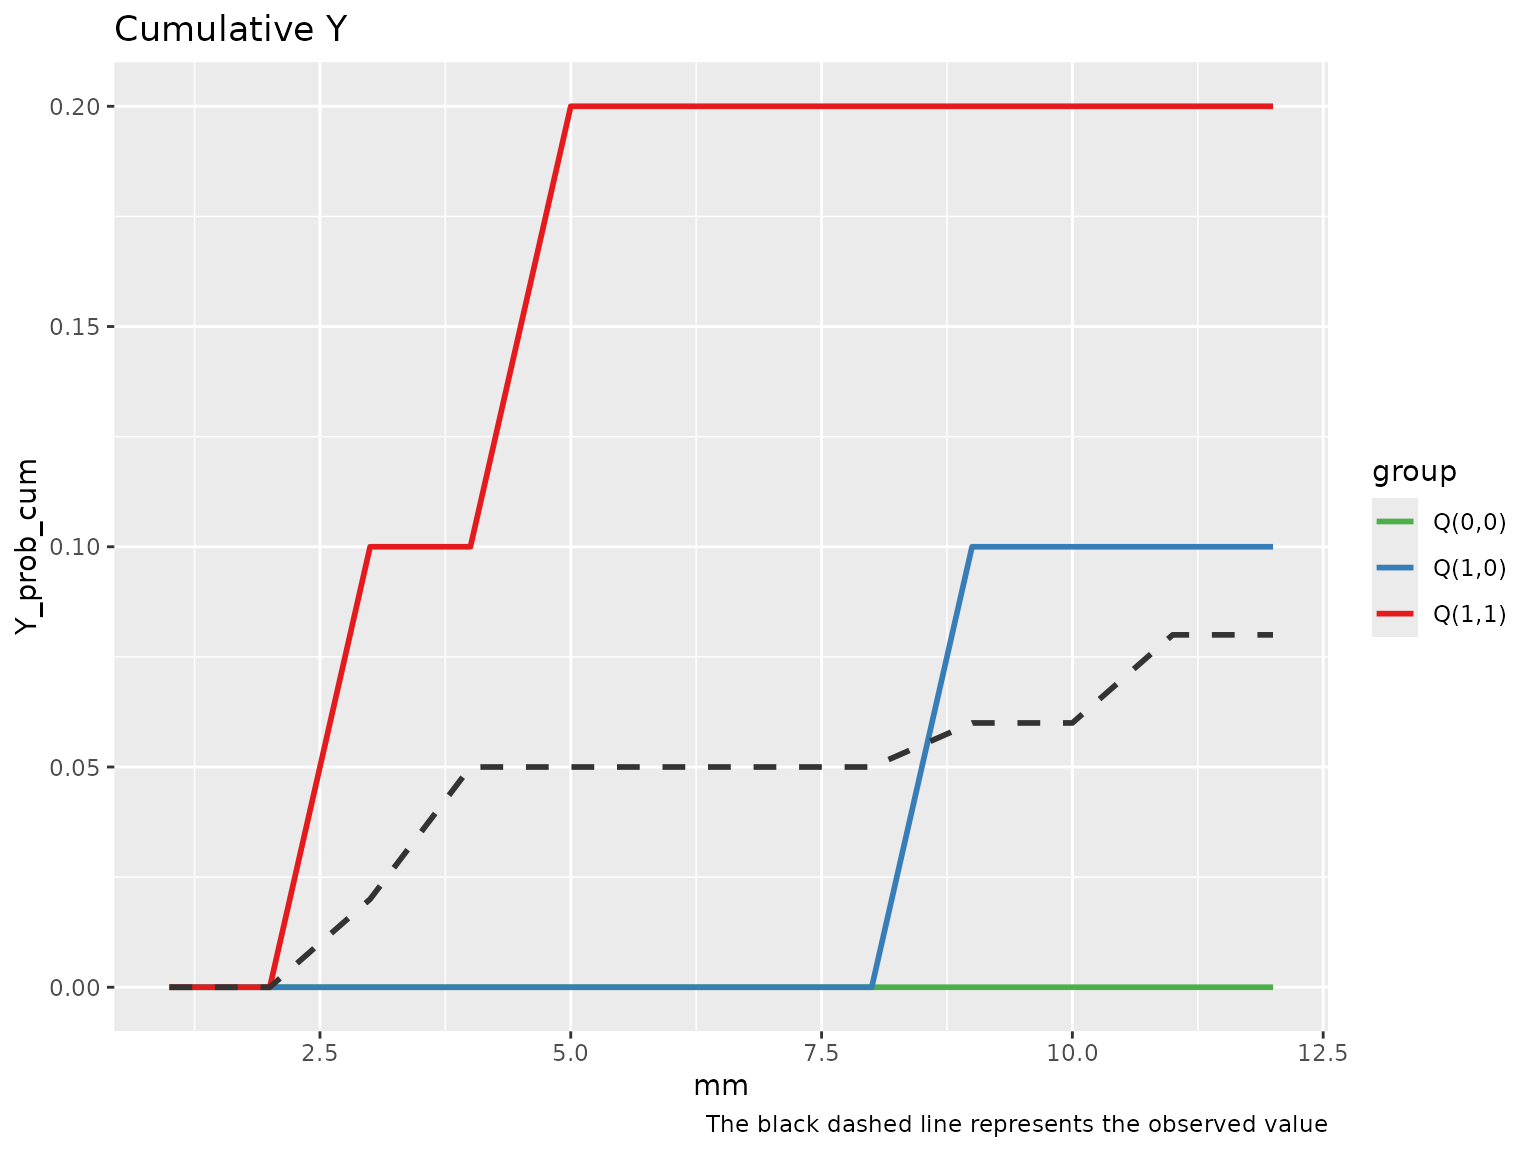 Cumulative Y
Y_prob_cum
0.20
0.15
0.10
0.05
0.00
2.5
5.0
7.5
10.0
12.5
mm
group
Q(0,0)
Q(1,0)
Q(1,1)
The black dashed line represents the observed value